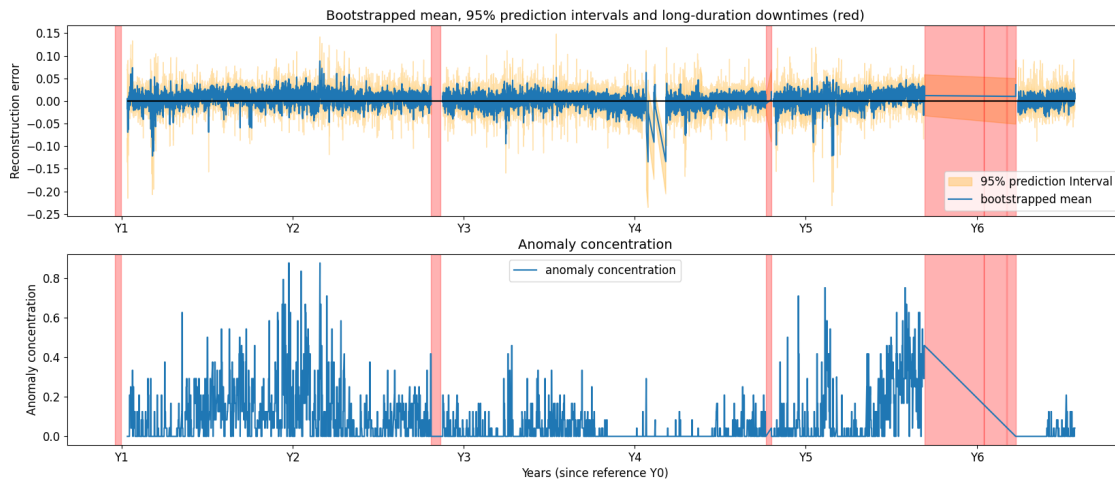 Bootstrapped mean, 95% prediction intervals and long-duration downtimes (red)
Reconstruction error
0.15
0.10
0.05
0.00
−0.05
−0.10
−0.15
−0.20
−0.25
95% prediction Interval
bootstrapped mean
Y1 Y2 Y3 Y4 Y5 Y6
Anomaly concentration
Anomaly concentration
0.8
0.6
0.4
0.2
0.0
anomaly concentration
Y1 Y2 Y3 Y4 Y5 Y6
Years (since reference Y0)